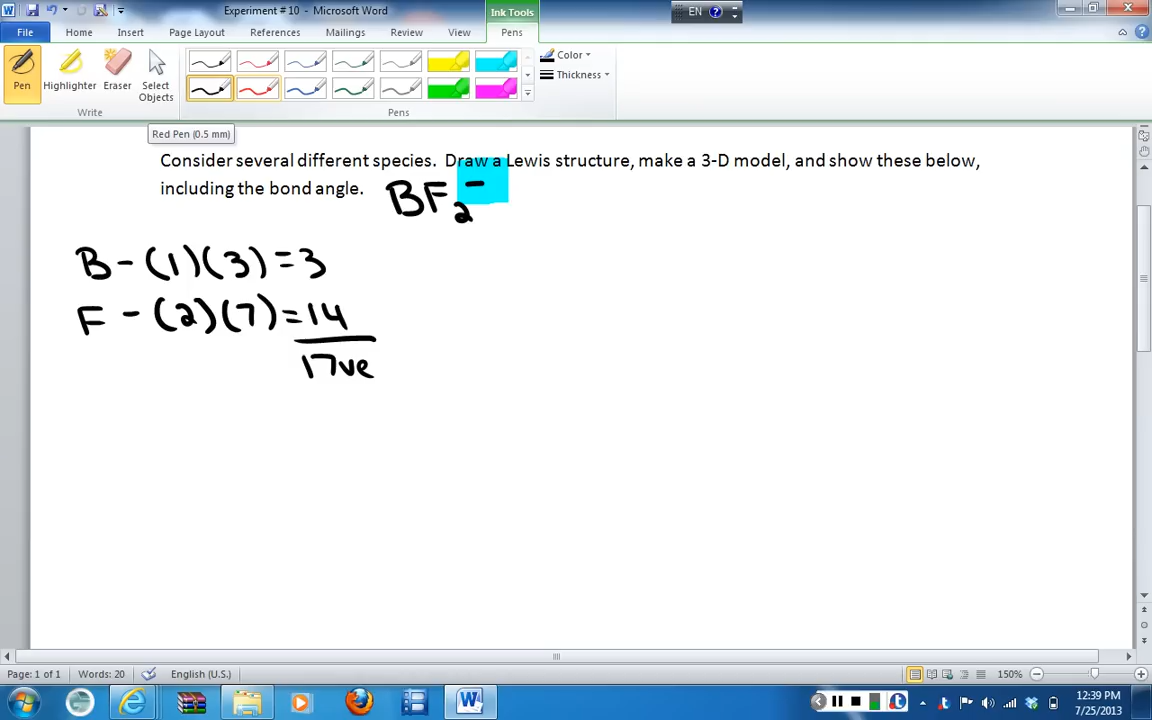 Experiment # 10 - Microsoft Word
Ink Tools
EN
File Home Insert Page Layout References Mailings Review View Pens
Pen Highlighter Eraser Select Objects
Color
Thickness
Write Pens
Red Pen (0.5 mm)
Consider several different species. Draw a Lewis structure, make a 3-D model, and show these below,
including the bond angle. BF₂⁻
B - (1)(3) = 3
F - (2)(7) = 14
17ve
Page: 1 of 1 Words: 20 English (U.S.) 150%
12:39 PM
7/25/2013